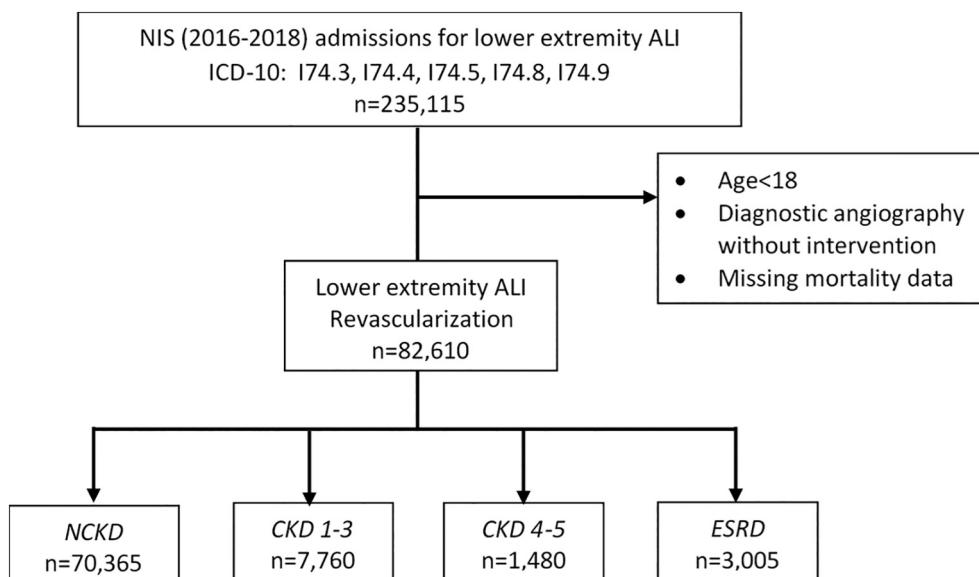 NIS (2016-2018) admissions for lower extremity ALI
ICD-10: I74.3, I74.4, I74.5, I74.8, I74.9
n=235,115
• Age<18
• Diagnostic angiography
without intervention
• Missing mortality data
Lower extremity ALI
Revascularization
n=82,610
NCKD
n=70,365
CKD 1-3
n=7,760
CKD 4-5
n=1,480
ESRD
n=3,005